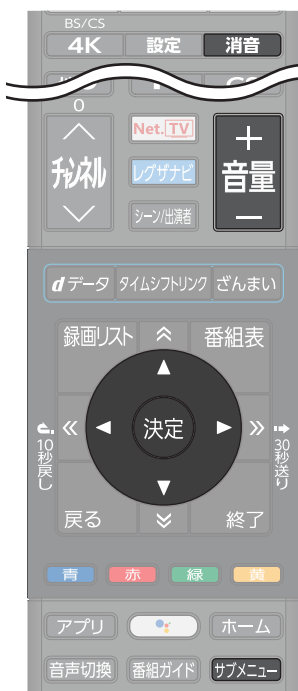 BS/CS
4K 設定 消音
0
Net.TV
チャンネル レグザナビ + 音量 −
シーン/出演者
dデータ タイムシフトリンク ざんまい
録画リスト 番組表
10秒戻し 決定 30秒送り
戻る 終了
青 赤 緑 黄
アプリ ホーム
音声切換 番組ガイド サブメニュー